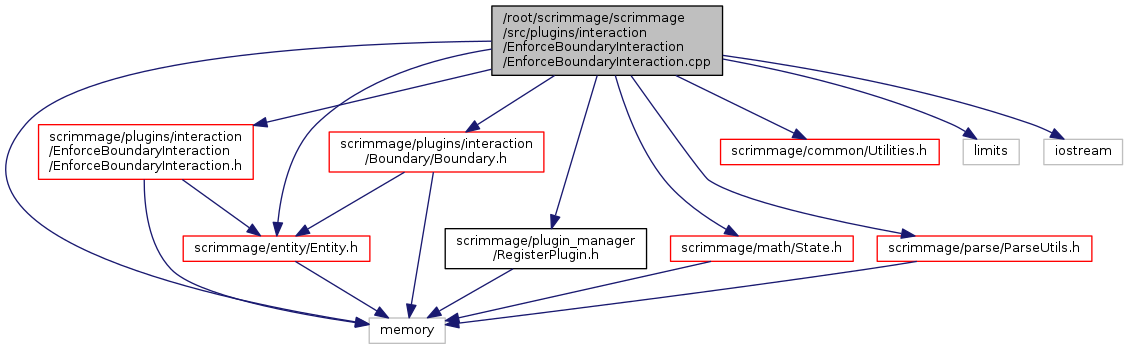 /root/scrimmage/scrimmage
/src/plugins/interaction
/EnforceBoundaryInteraction
/EnforceBoundaryInteraction.cpp
scrimmage/plugins/interaction
/EnforceBoundaryInteraction
/EnforceBoundaryInteraction.h
scrimmage/plugins/interaction
/Boundary/Boundary.h
scrimmage/common/Utilities.h
limits
iostream
scrimmage/entity/Entity.h
scrimmage/plugin_manager
/RegisterPlugin.h
scrimmage/math/State.h
scrimmage/parse/ParseUtils.h
memory